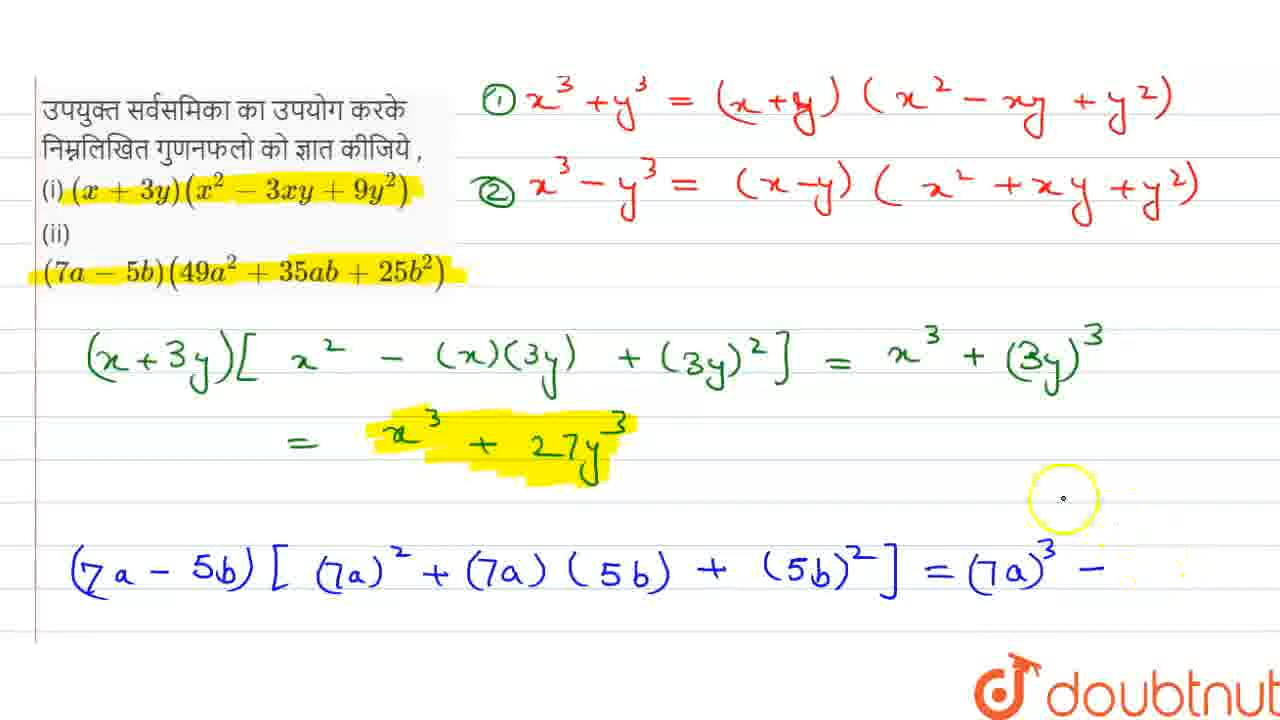 उपयुक्त सर्वसमिका का उपयोग करके
निम्नलिखित गुणनफलो को ज्ञात कीजिये ,
(i) (x + 3y)(x² − 3xy + 9y²)
(ii)
(7a − 5b)(49a² + 35ab + 25b²)
① x³ + y³ = (x+y) (x² − xy + y²)
② x³ − y³ = (x−y) (x² + xy + y²)
(x+3y)[x² − (x)(3y) + (3y)²] = x³ + (3y)³
= x³ + 27y³
(7a − 5b)[(7a)² + (7a)(5b) + (5b)²] = (7a)³ −
doubtnut